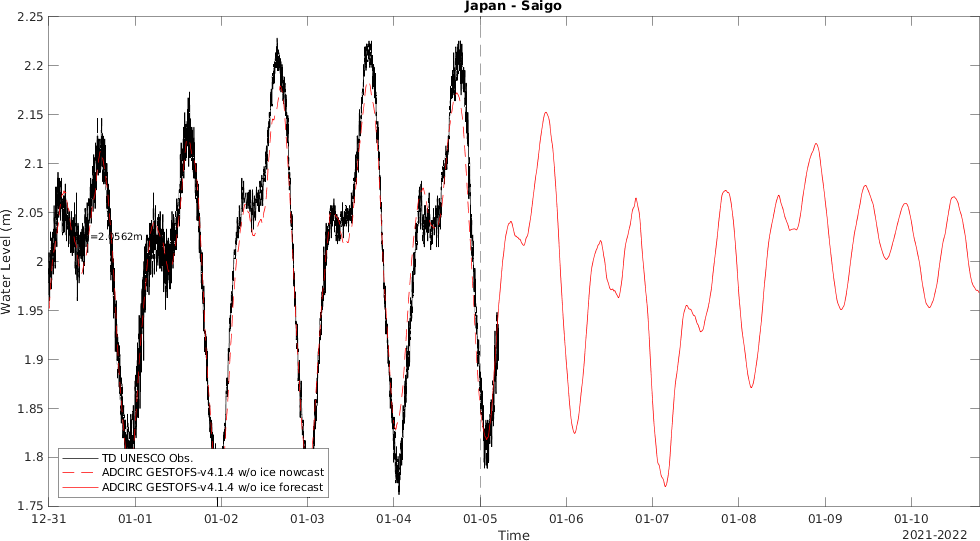 Japan - Saigo
2.25
2.2
2.15
2.1
2.05
2
1.95
1.9
1.85
1.8
1.75
Water Level (m)
=2.0562m
TD UNESCO Obs.
ADCIRC GESTOFS-v4.1.4 w/o ice nowcast
ADCIRC GESTOFS-v4.1.4 w/o ice forecast
12-31 01-01 01-02 01-03 01-04 01-05 01-06 01-07 01-08 01-09 01-10
Time
2021-2022